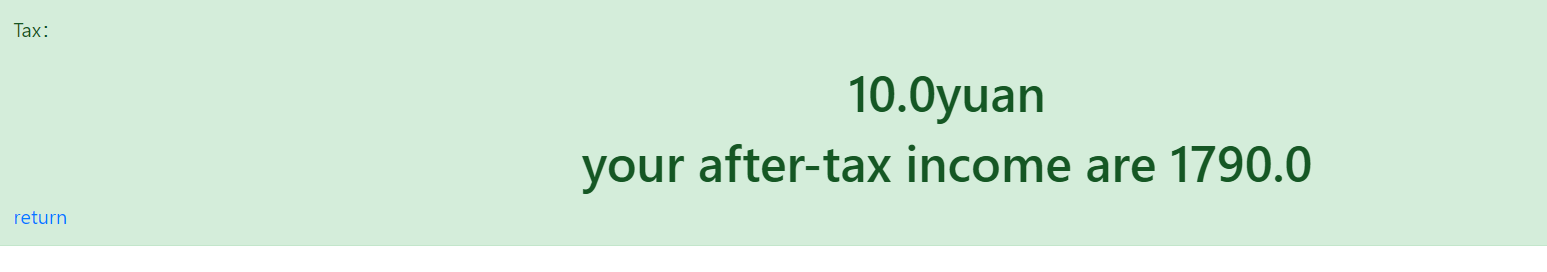 Tax：
10.0yuan
your after-tax income are 1790.0
return